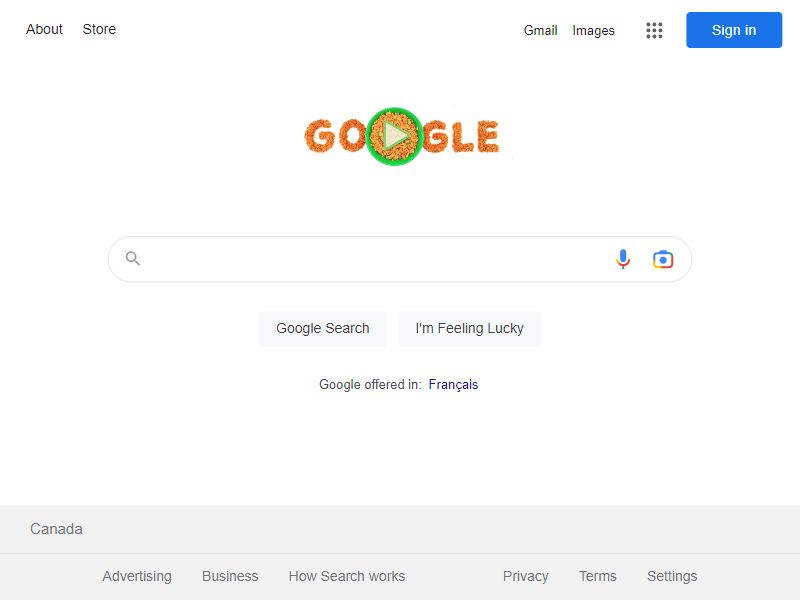 About Store Gmail Images Sign in
GOOGLE
Google Search I'm Feeling Lucky
Google offered in: Français
Canada
Advertising Business How Search works Privacy Terms Settings